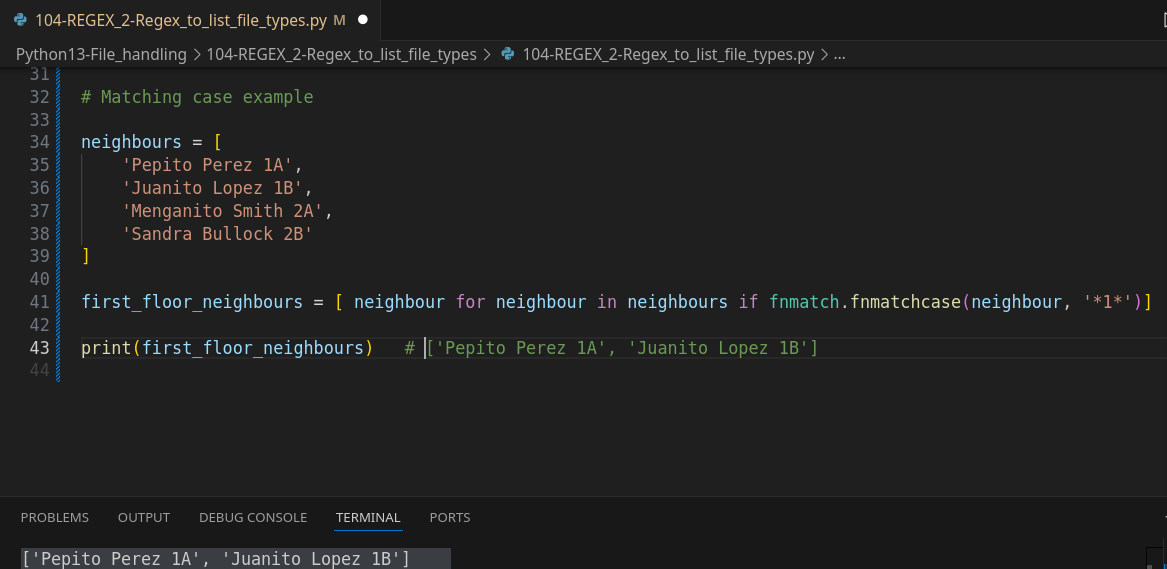 104-REGEX_2-Regex_to_list_file_types.py M
Python13-File_handling > 104-REGEX_2-Regex_to_list_file_types > 104-REGEX_2-Regex_to_list_file_types.py > ...
31
32 # Matching case example
33
34 neighbours = [
35     'Pepito Perez 1A',
36     'Juanito Lopez 1B',
37     'Menganito Smith 2A',
38     'Sandra Bullock 2B'
39 ]
40
41 first_floor_neighbours = [ neighbour for neighbour in neighbours if fnmatch.fnmatchcase(neighbour, '*1*')]
42
43 print(first_floor_neighbours)   # ['Pepito Perez 1A', 'Juanito Lopez 1B']
44
PROBLEMS OUTPUT DEBUG CONSOLE TERMINAL PORTS
['Pepito Perez 1A', 'Juanito Lopez 1B']